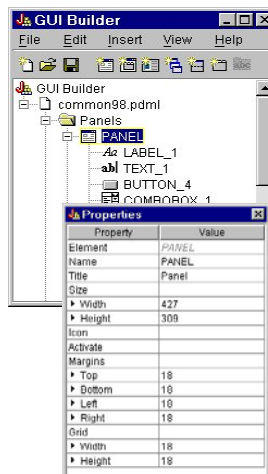 GUI Builder
File Edit Insert View Help
GUI Builder
common98.pdml
Panels
PANEL
Aa LABEL_1
ab| TEXT_1
BUTTON_4
COMBOBOX_1
Properties
Property Value
Element PANEL
Name PANEL
Title Panel
Size
Width 427
Height 309
Icon
Activate
Margins
Top 18
Bottom 18
Left 18
Right 18
Grid
Width 18
Height 18